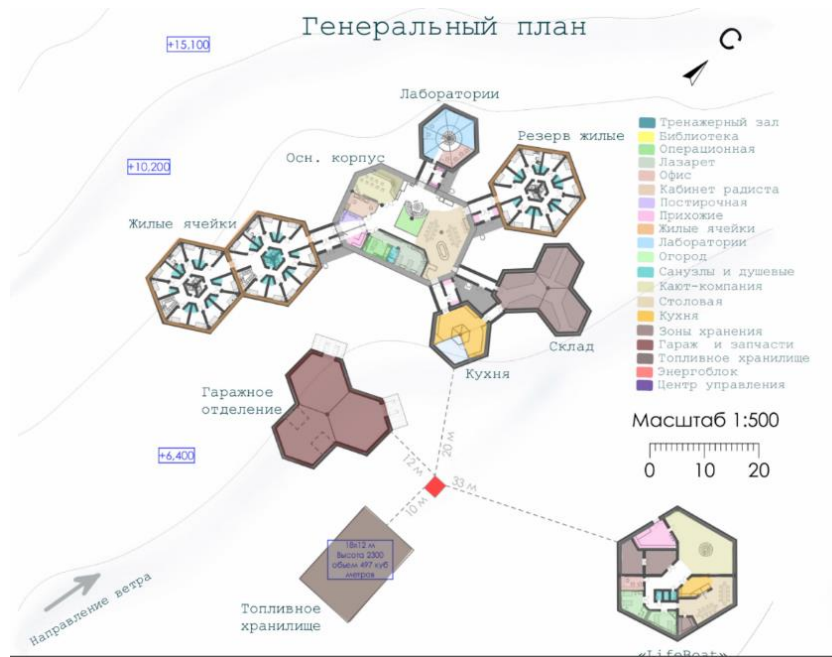 Генеральный план
+15,100
С
Лаборатории
Резерв жилые
Осн. корпус
+10,200
Жилые ячейки
Тренажерный зал
Библиотека
Операционная
Лазарет
Офис
Кабинет радиста
Постирочная
Прихожие
Жилые ячейки
Лаборатории
Огород
Санузлы и душевые
Кают-компания
Столовая
Кухня
Зоны хранения
Гараж и запчасти
Топливное хранилище
Энергоблок
Центр управления
Склад
Кухня
Гаражное
отделение
Масштаб 1:500
0 10 20
+6,400
20 м
12 м
33 м
10 м
18х12 м
Высота 2300
объем 497 куб
метров
Направление ветра
Топливное
хранилище
«LifeBoat»